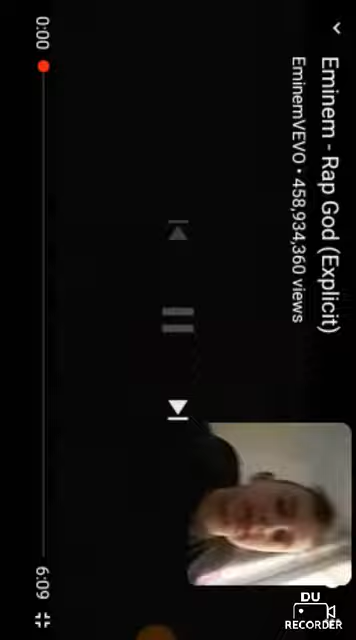 Eminem - Rap God (Explicit)
EminemVEVO • 458,934,360 views
0:00
6:09
DU
RECORDER